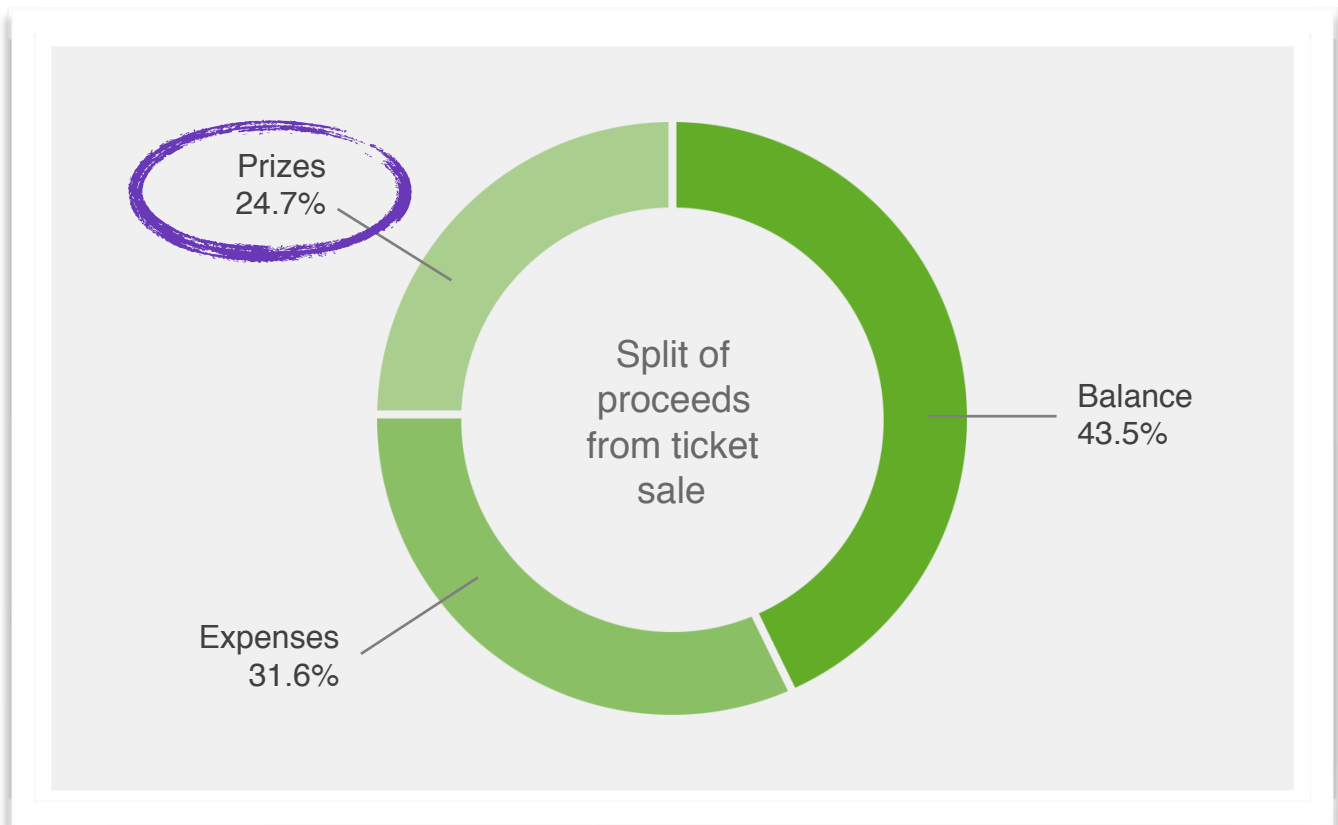 Prizes
24.7%
Split of
proceeds
from ticket
sale
Balance
43.5%
Expenses
31.6%